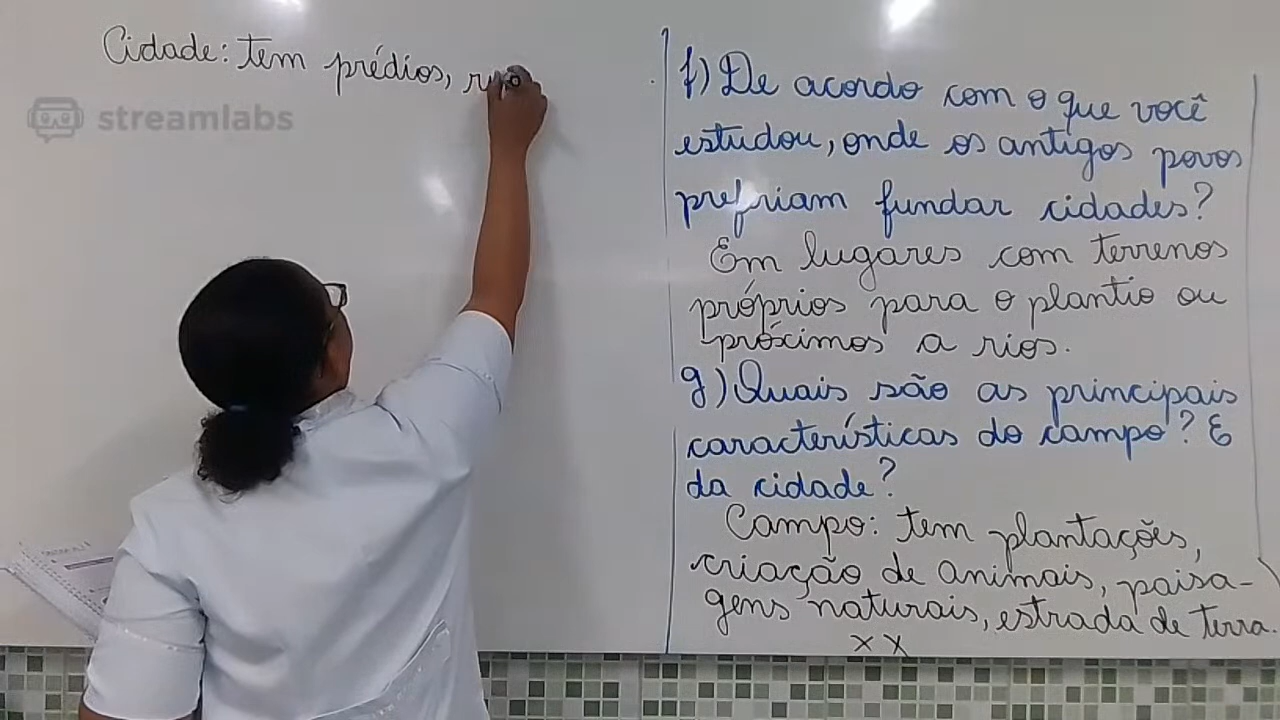 Cidade: tem prédios,
streamlabs
f) De acordo com o que você
estudou, onde os antigos povos
prefriam fundar cidades?
Em lugares com terrenos
próprios para o plantio ou
próximos a rios.
g) Quais são as principais
características do campo? E
da cidade?
Campo: tem plantações,
criação de animais, paisa-
gens naturais, estrada de terra.
x x